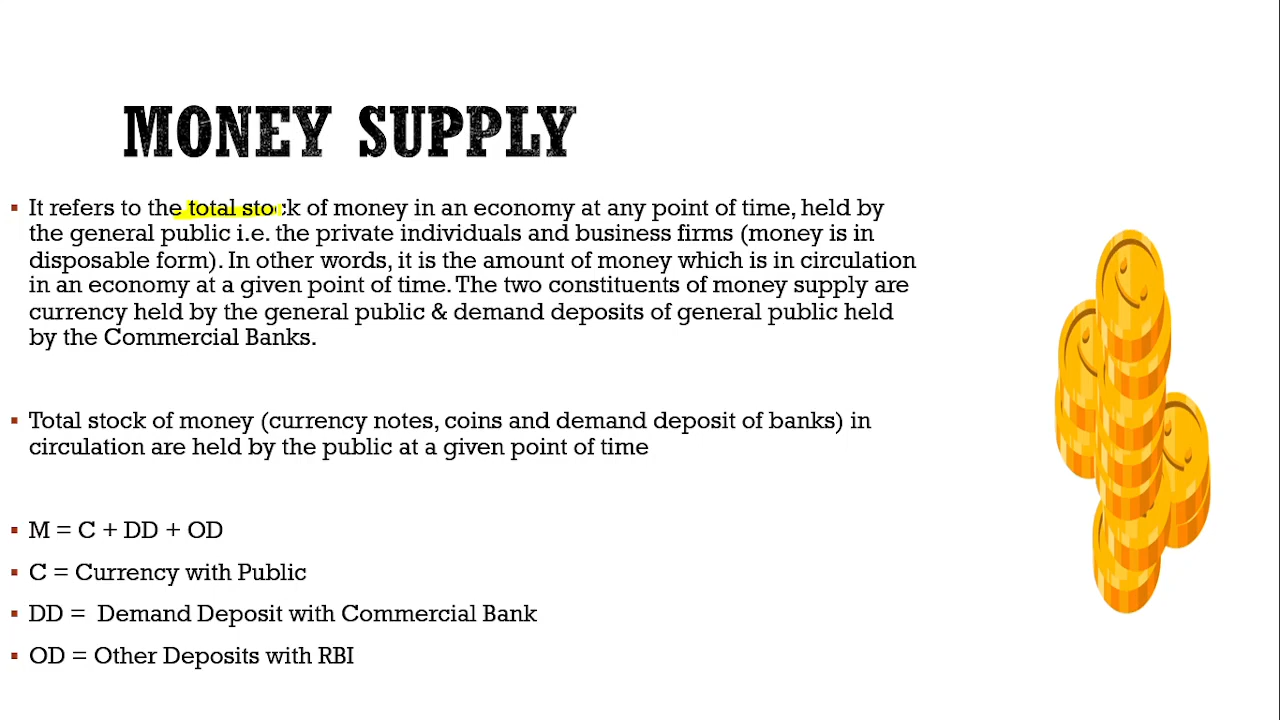 MONEY SUPPLY
▪ It refers to the total stock of money in an economy at any point of time, held by
the general public i.e. the private individuals and business firms (money is in
disposable form). In other words, it is the amount of money which is in circulation
in an economy at a given point of time. The two constituents of money supply are
currency held by the general public & demand deposits of general public held
by the Commercial Banks.
▪ Total stock of money (currency notes, coins and demand deposit of banks) in
circulation are held by the public at a given point of time
▪ M = C + DD + OD
▪ C = Currency with Public
▪ DD = Demand Deposit with Commercial Bank
▪ OD = Other Deposits with RBI